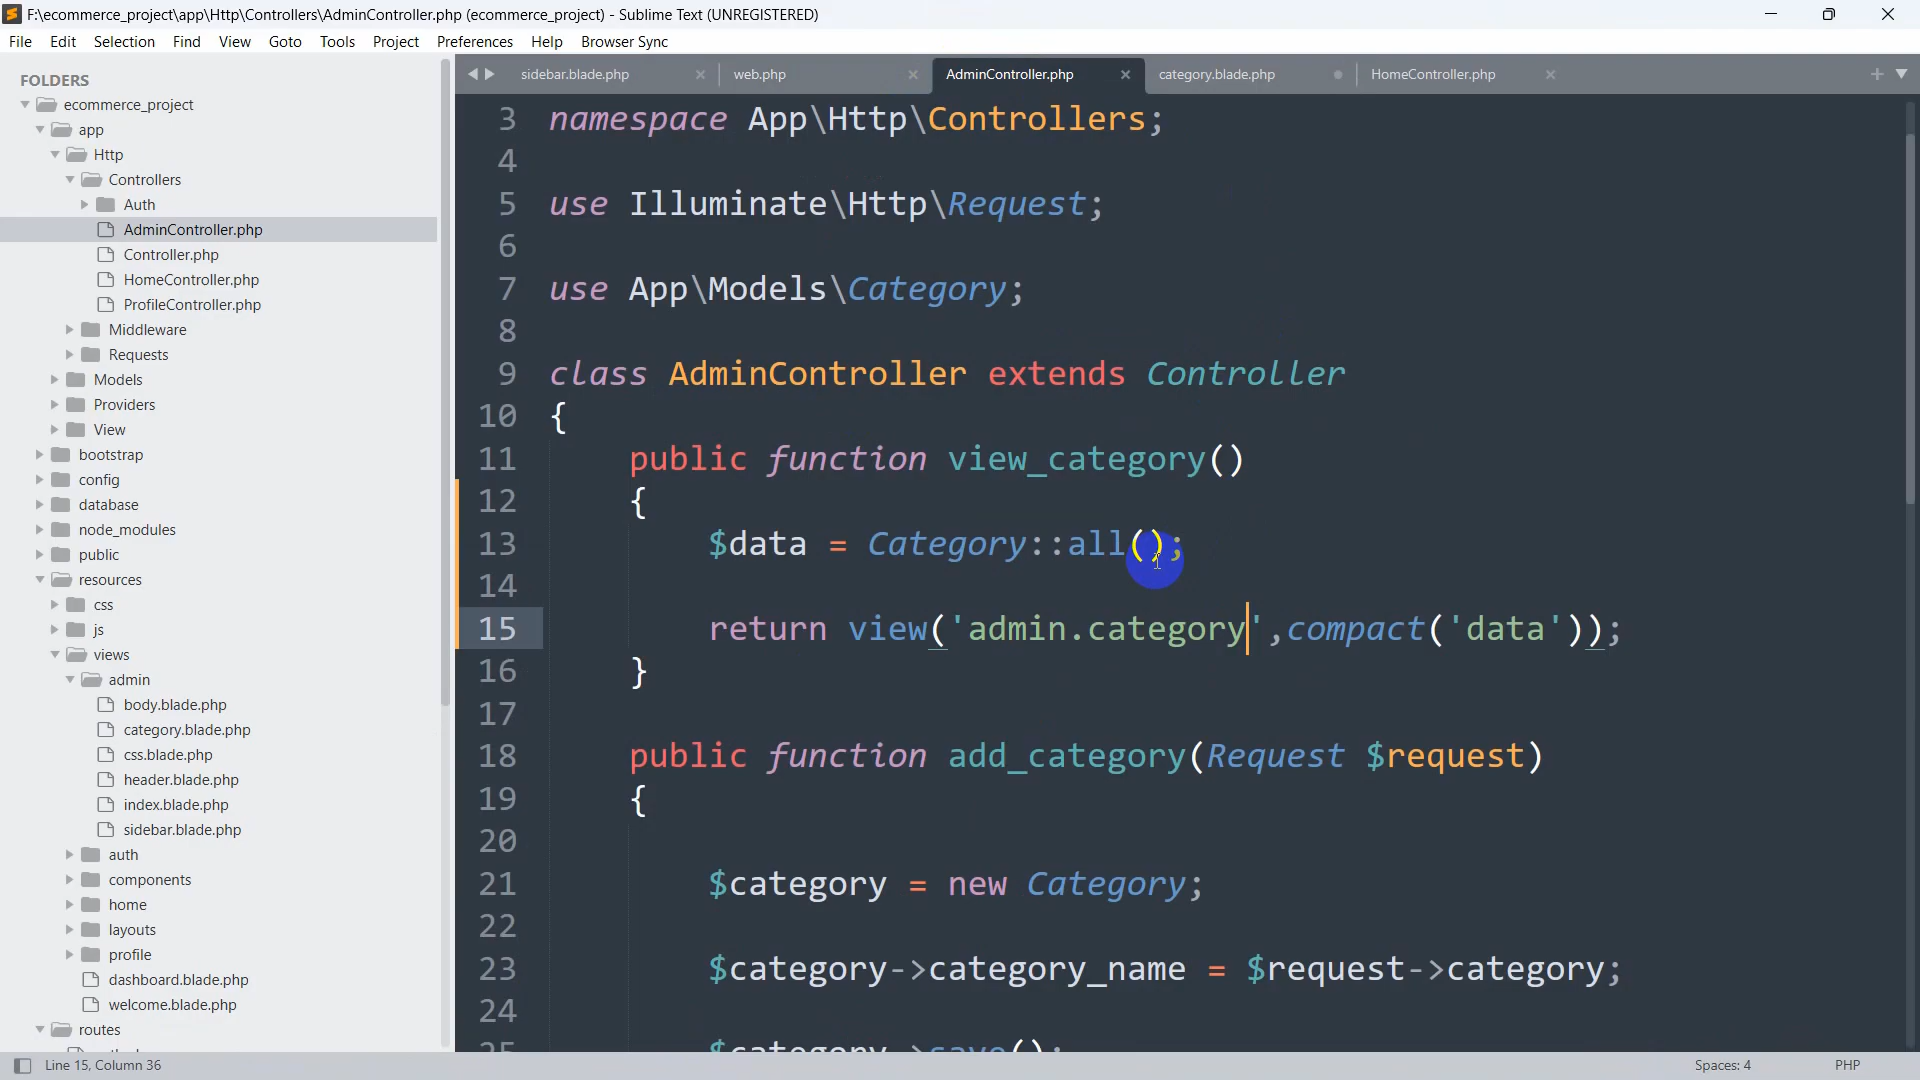 F:\ecommerce_project\app\Http\Controllers\AdminController.php (ecommerce_project) - Sublime Text (UNREGISTERED)
File Edit Selection Find View Goto Tools Project Preferences Help Browser Sync
FOLDERS
ecommerce_project
app
Http
Controllers
Auth
AdminController.php
Controller.php
HomeController.php
ProfileController.php
Middleware
Requests
Models
Providers
View
bootstrap
config
database
node_modules
public
resources
css
js
views
admin
body.blade.php
category.blade.php
css.blade.php
header.blade.php
index.blade.php
sidebar.blade.php
auth
components
home
layouts
profile
dashboard.blade.php
welcome.blade.php
routes
sidebar.blade.php web.php AdminController.php category.blade.php HomeController.php
3 namespace App\Http\Controllers;
4
5 use Illuminate\Http\Request;
6
7 use App\Models\Category;
8
9 class AdminController extends Controller
10 {
11 public function view_category()
12 {
13 $data = Category::all();
14
15 return view('admin.category',compact('data'));
16 }
17
18 public function add_category(Request $request)
19 {
20
21 $category = new Category;
22
23 $category->category_name = $request->category;
24
25 $category->save();
Line 15, Column 36 Spaces: 4 PHP